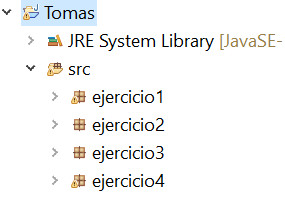 Tomas
JRE System Library [JavaSE-
src
ejercicio1
ejercicio2
ejercicio3
ejercicio4